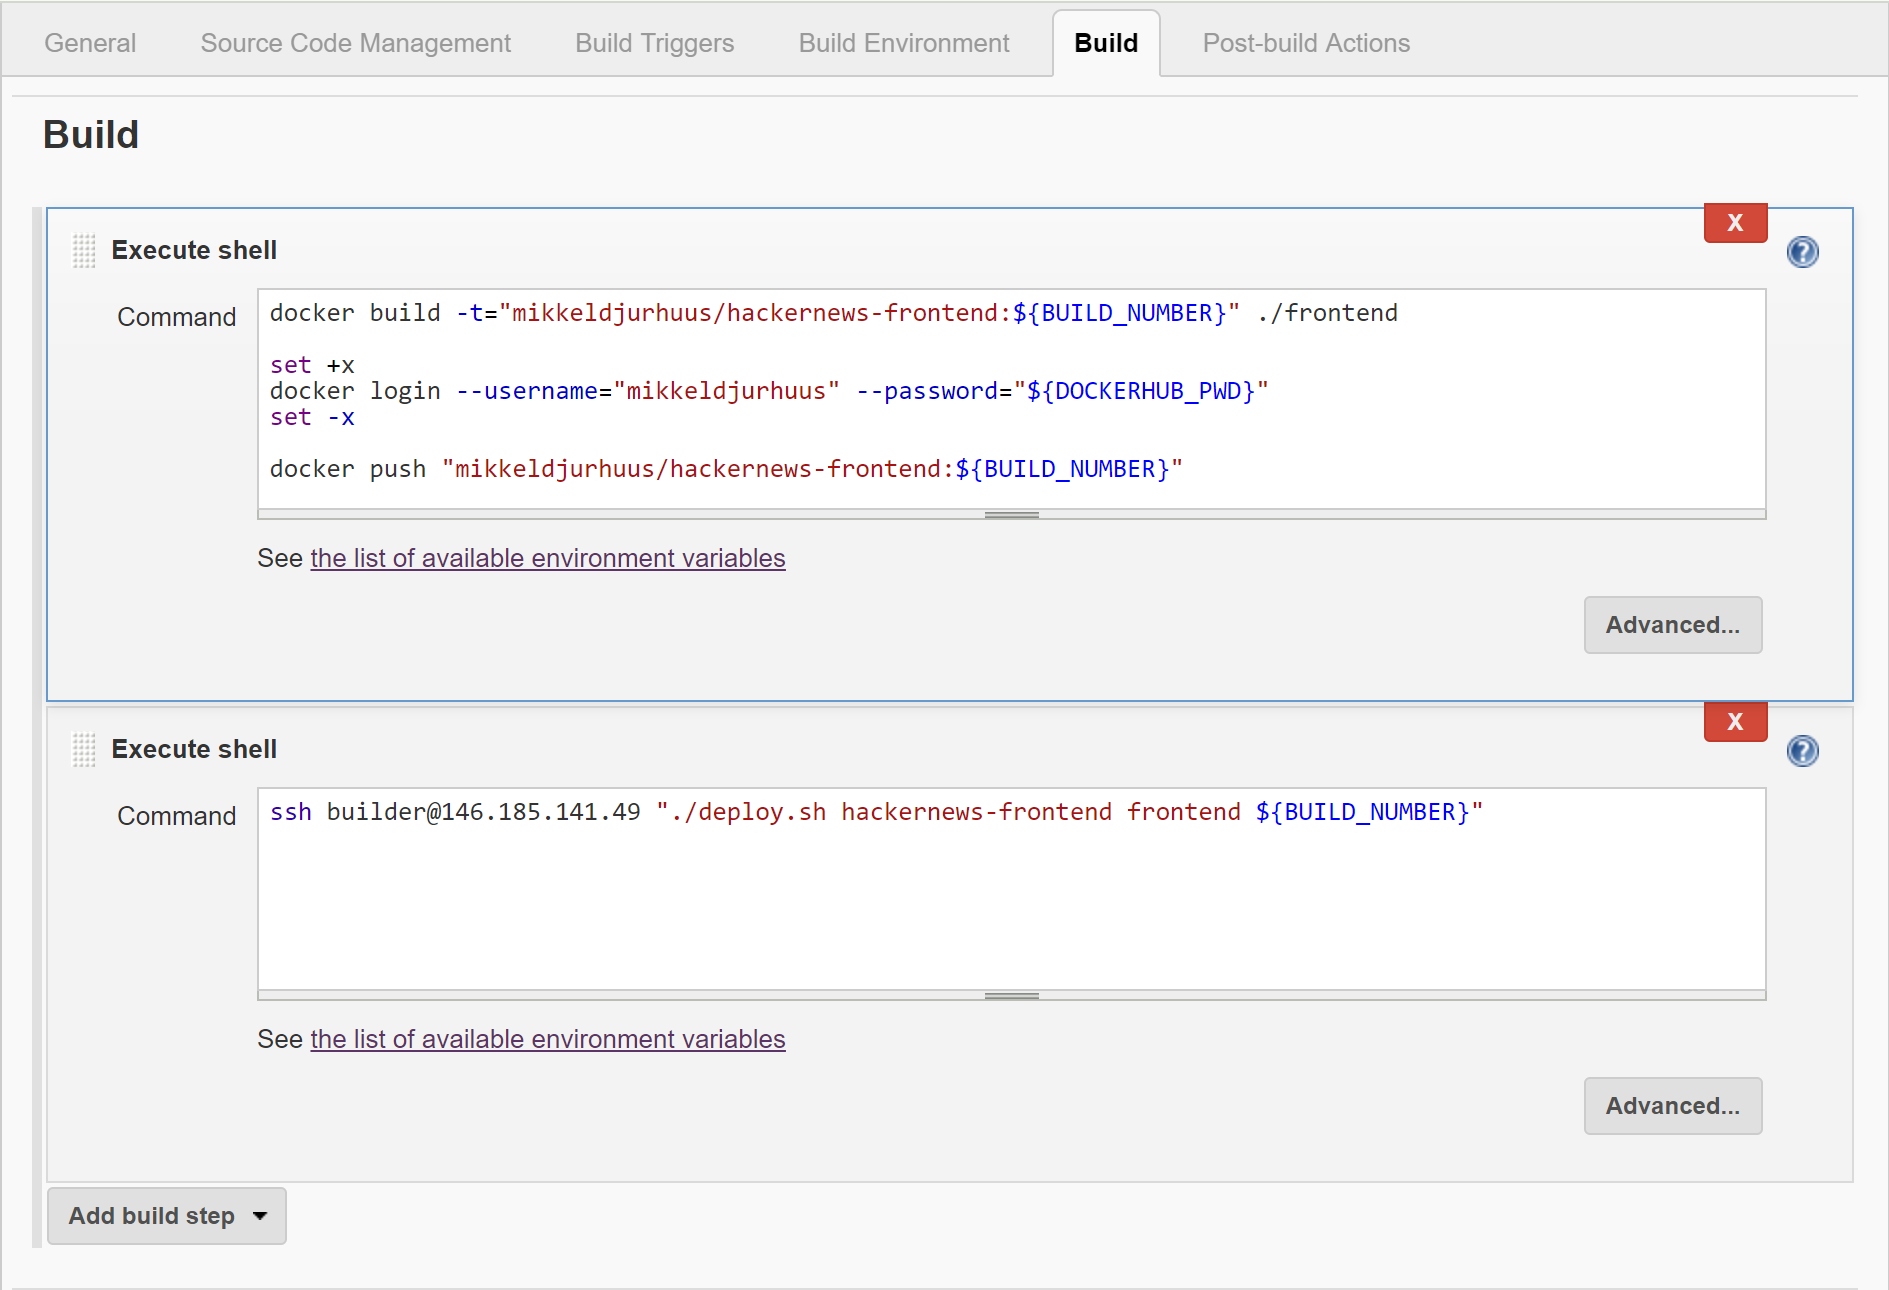 General Source Code Management Build Triggers Build Environment Build Post-build Actions
Build
X
Execute shell
?
Command
docker build -t="mikkeldjurhuus/hackernews-frontend:${BUILD_NUMBER}" ./frontend
set +x
docker login --username="mikkeldjurhuus" --password="${DOCKERHUB_PWD}"
set -x
docker push "mikkeldjurhuus/hackernews-frontend:${BUILD_NUMBER}"
See the list of available environment variables
Advanced...
X
Execute shell
?
Command
ssh builder@146.185.141.49 "./deploy.sh hackernews-frontend frontend ${BUILD_NUMBER}"
See the list of available environment variables
Advanced...
Add build step